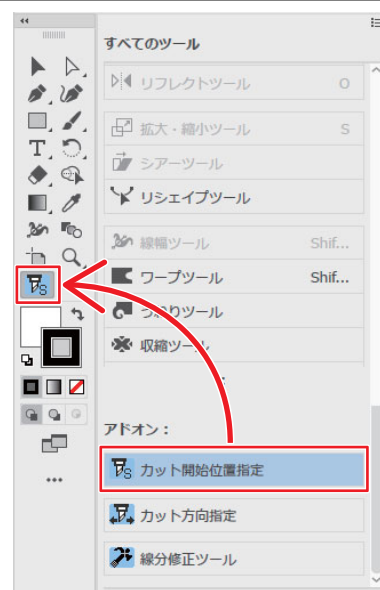 すべてのツール
リフレクトツール O
拡大・縮小ツール S
シアーツール
リシェイプツール
線幅ツール Shif...
ワープツール Shif...
うねりツール
収縮ツール
アドオン：
カット開始位置指定
カット方向指定
線分修正ツール